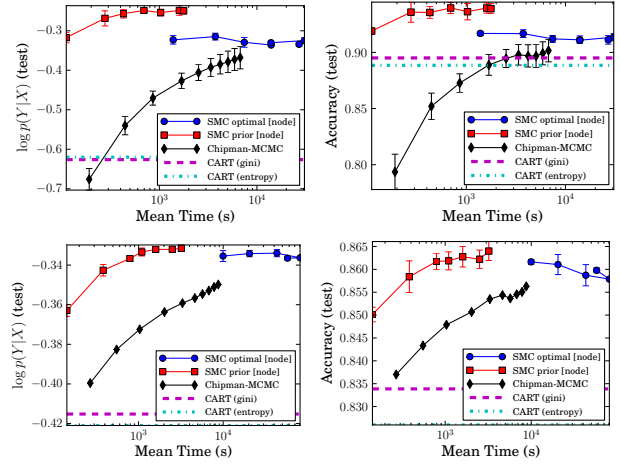 −0.3
−0.4
−0.5
−0.6
−0.7
log p(Y|X) (test)
10³
10⁴
Mean Time (s)
SMC optimal [node]
SMC prior [node]
Chipman-MCMC
CART (gini)
CART (entropy)
0.90
0.85
0.80
Accuracy (test)
10³
10⁴
Mean Time (s)
SMC optimal [node]
SMC prior [node]
Chipman-MCMC
CART (gini)
CART (entropy)
−0.34
−0.36
−0.38
−0.40
−0.42
log p(Y|X) (test)
10³
10⁴
Mean Time (s)
SMC optimal [node]
SMC prior [node]
Chipman-MCMC
CART (gini)
CART (entropy)
0.865
0.860
0.855
0.850
0.845
0.840
0.835
0.830
Accuracy (test)
10³
10⁴
Mean Time (s)
SMC optimal [node]
SMC prior [node]
Chipman-MCMC
CART (gini)
CART (entropy)